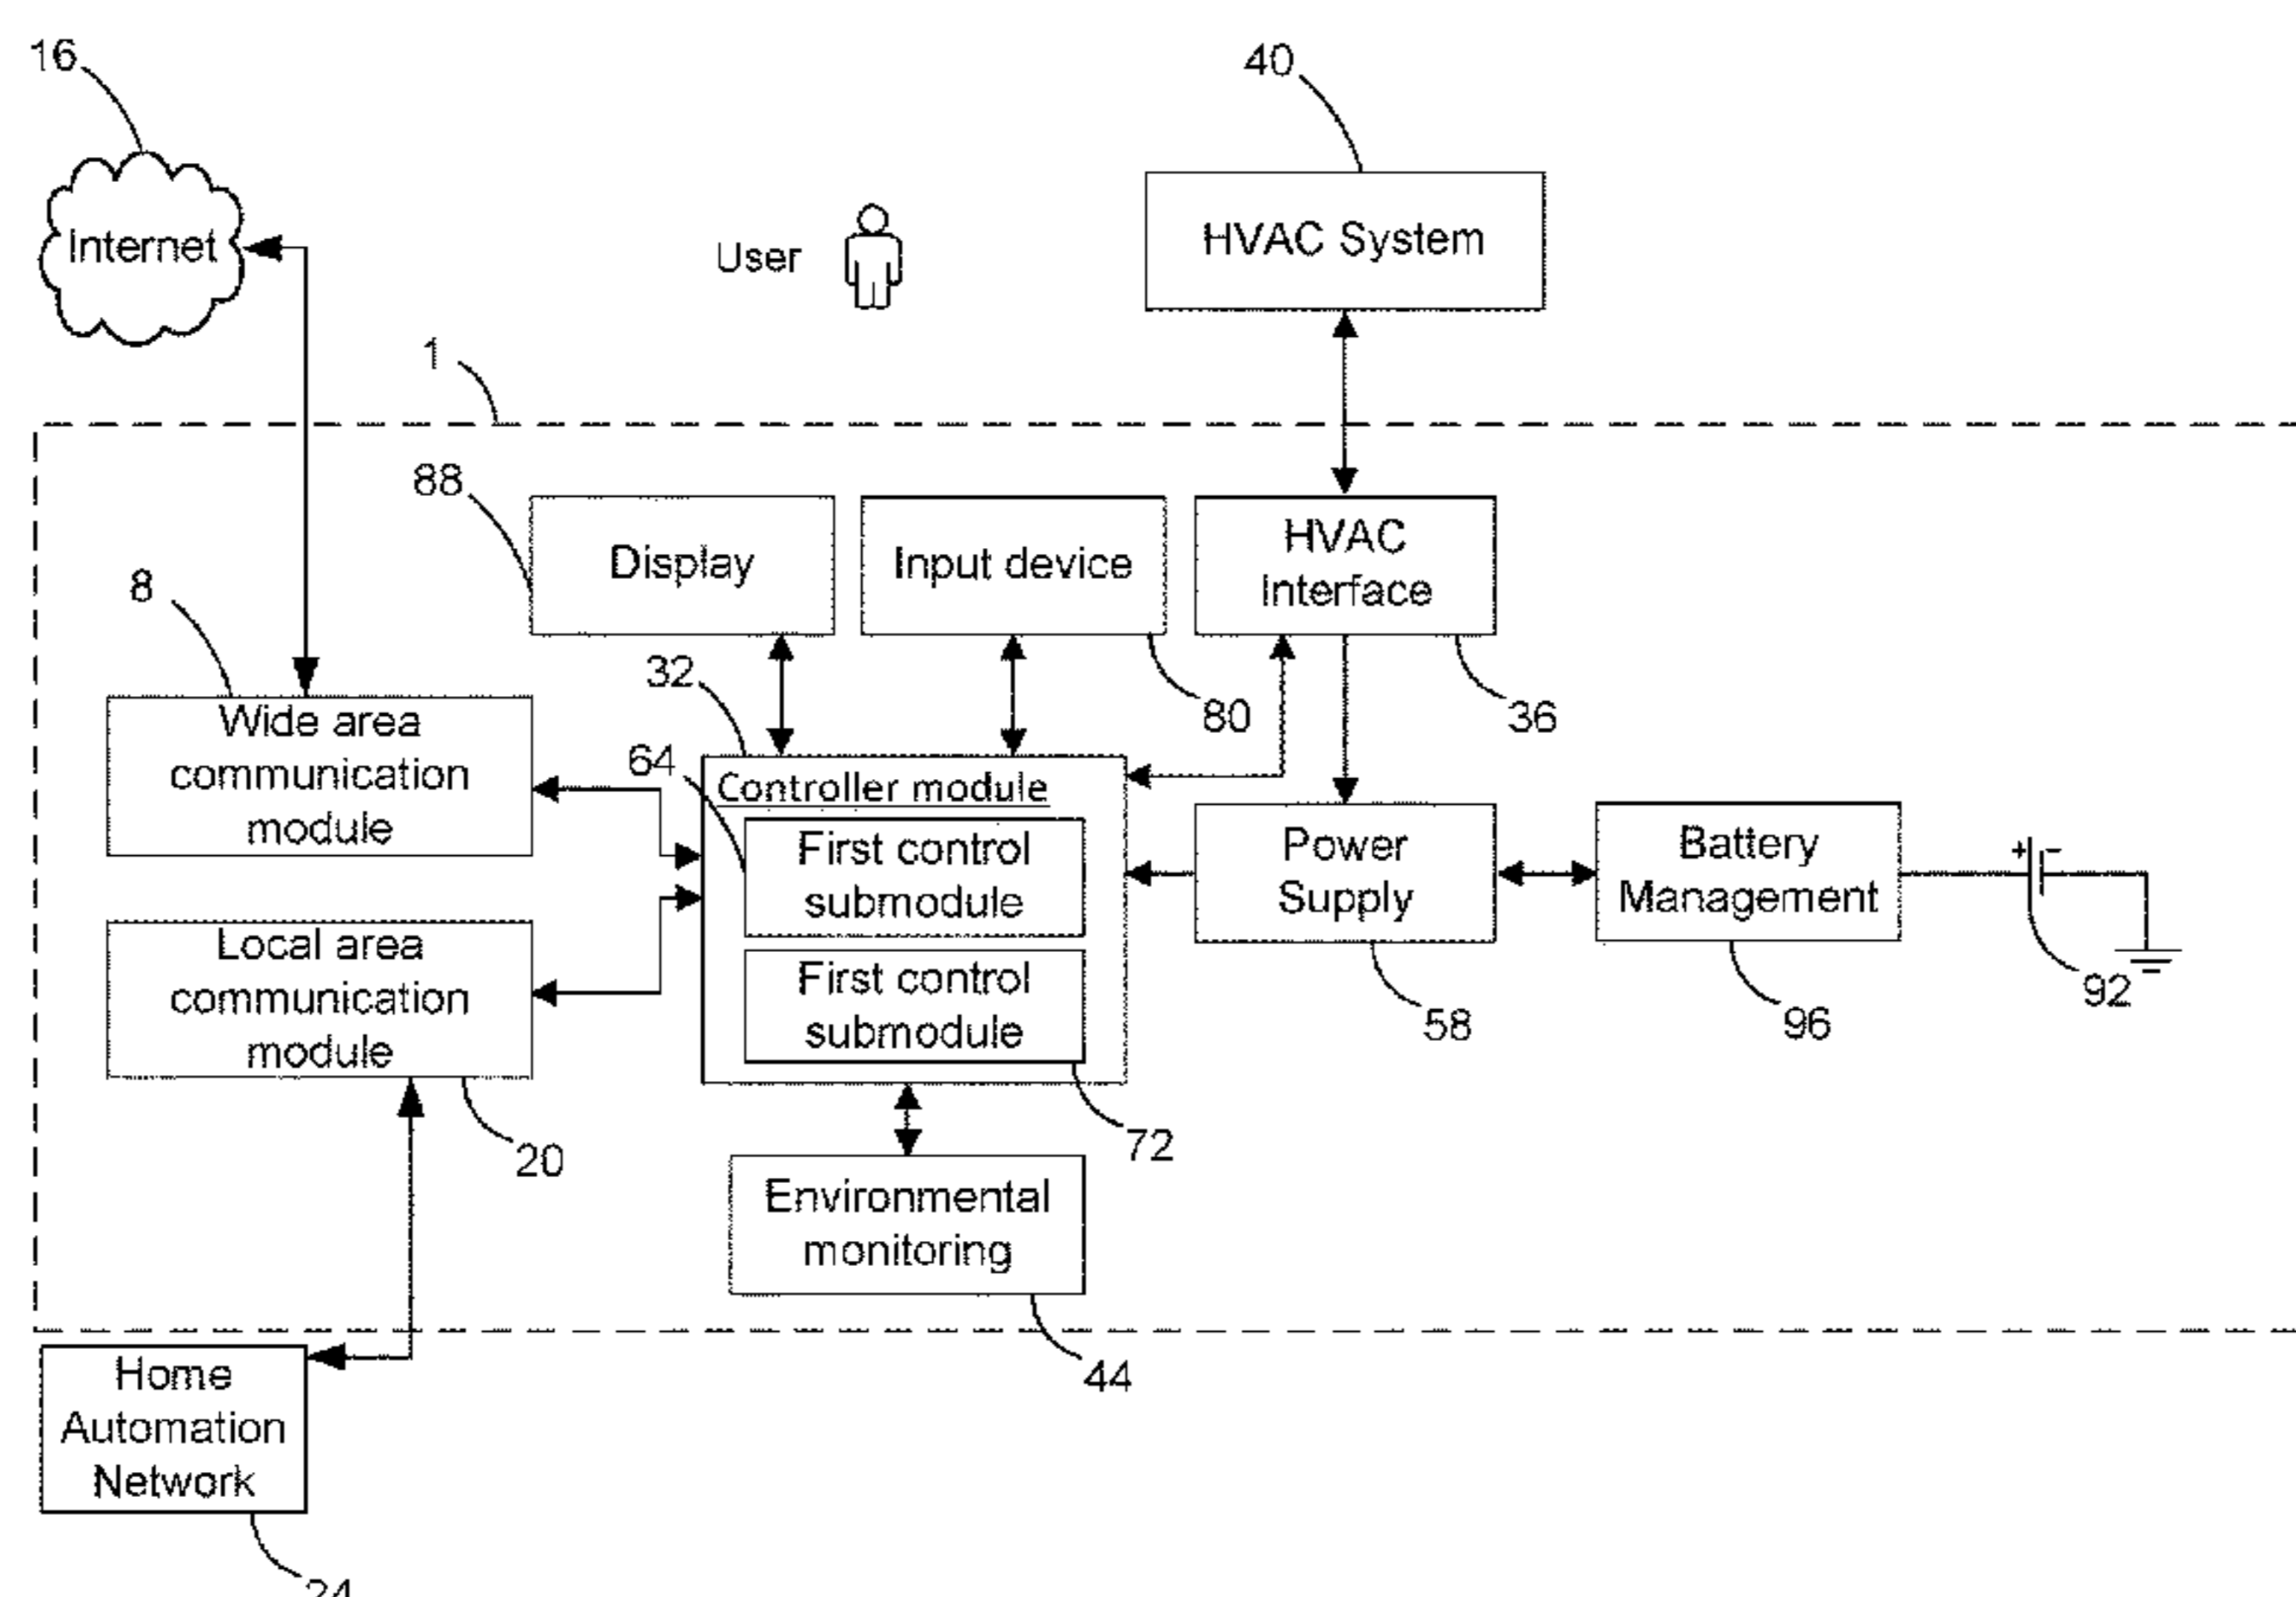 16
40
Internet
User
HVAC System
1
88
Display
Input device
HVAC
Interface
8
32
80
36
Wide area
communication
module
64
Controller module
First control
submodule
First control
submodule
Power
Supply
Battery
Management
+
-
92
Local area
communication
module
58
96
20
72
Environmental
monitoring
44
Home
Automation
Network